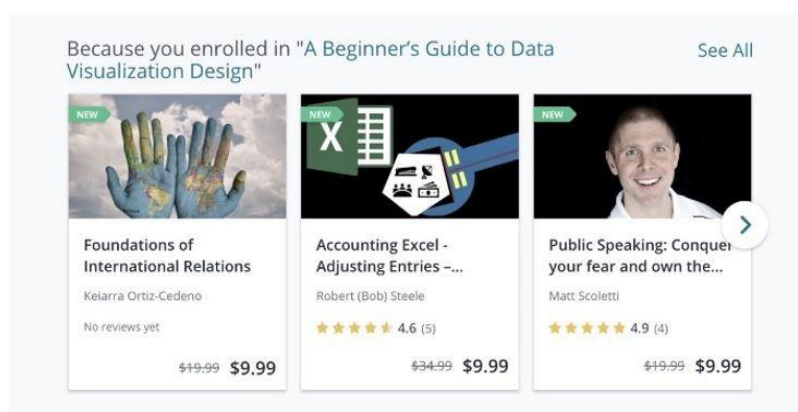 Because you enrolled in "A Beginner's Guide to Data
Visualization Design"
See All
NEW
Foundations of
International Relations
Keiarra Ortiz-Cedeno
No reviews yet
$19.99 $9.99
NEW
X
Accounting Excel -
Adjusting Entries –...
Robert (Bob) Steele
4.6 (5)
$34.99 $9.99
NEW
Public Speaking: Conquer
your fear and own the...
Matt Scoletti
4.9 (4)
$19.99 $9.99